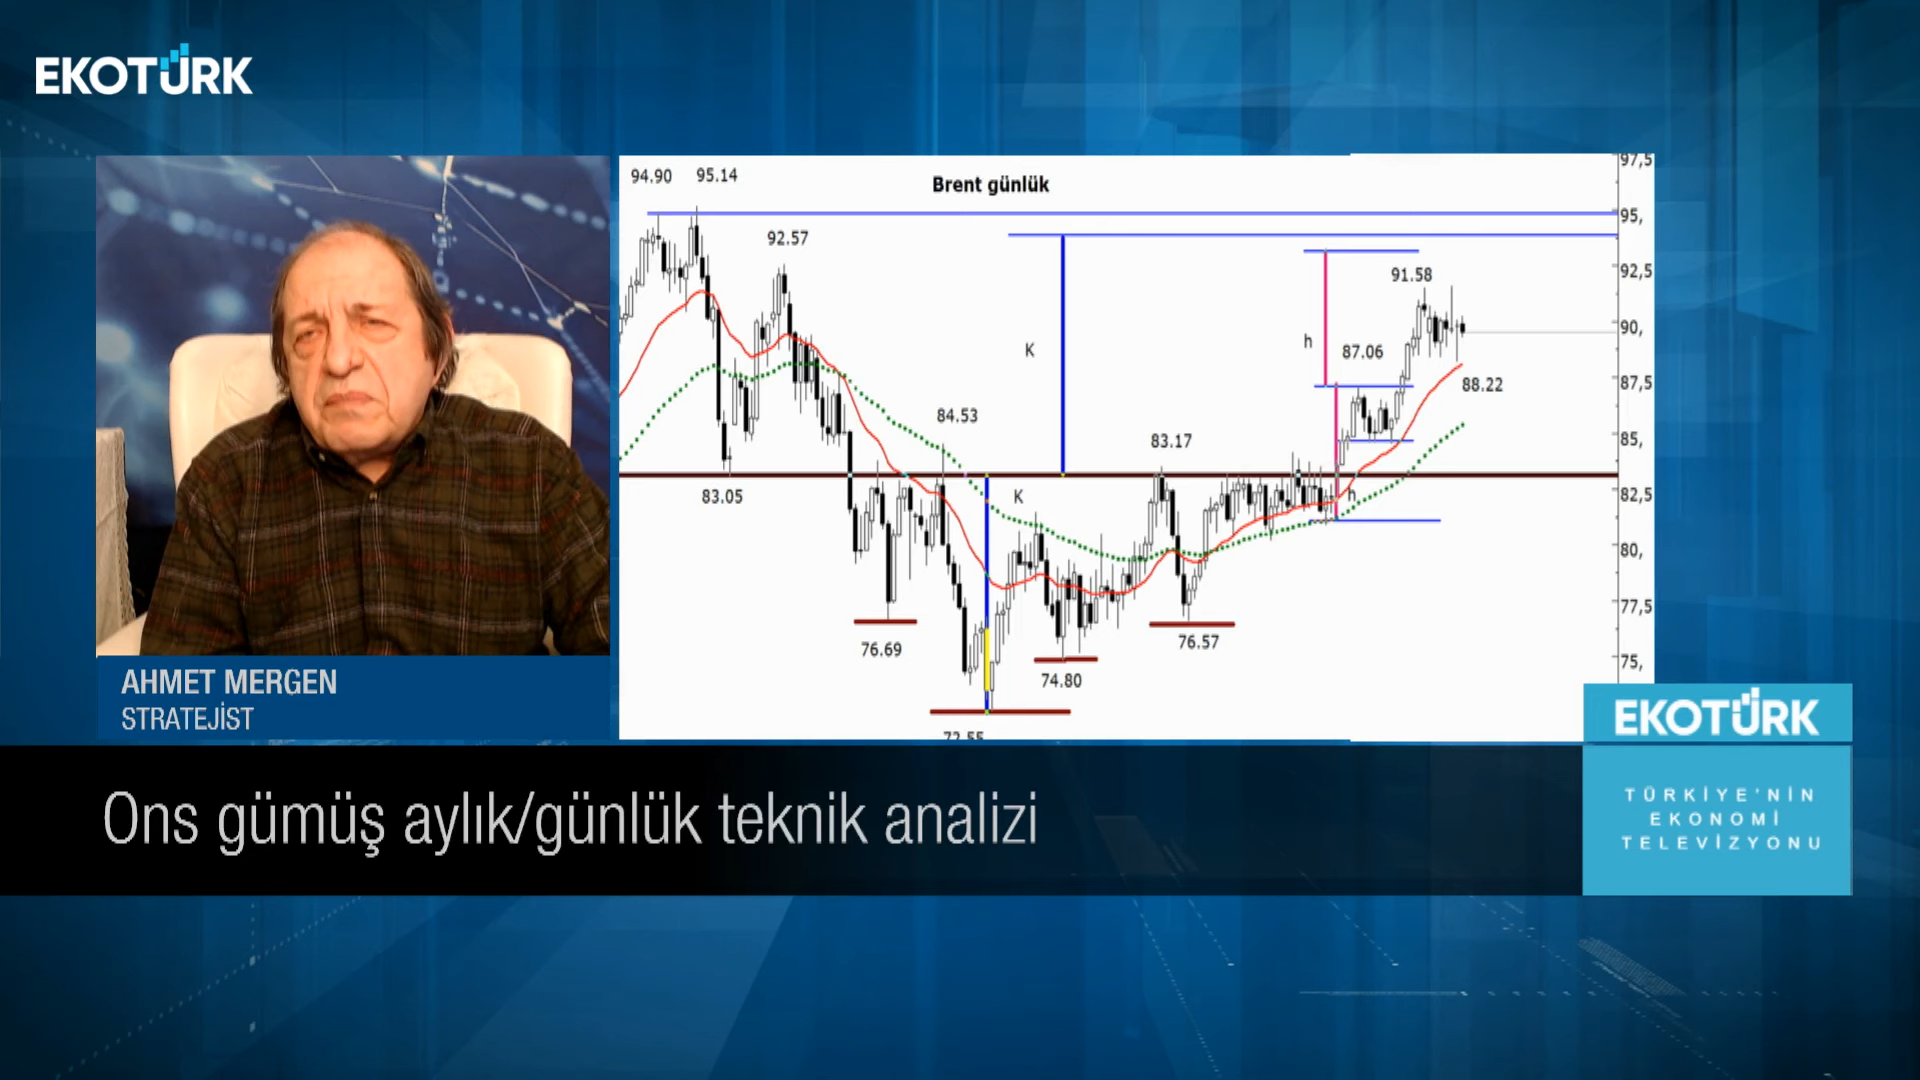 EKOTÜRK
94.90
95.14
Brent günlük
92.57
91.58
K
h
87.06
88.22
84.53
83.17
83.05
K
h
76.69
76.57
74.80
97,5
95,
92,5
90,
87,5
85,
82,5
80,
77,5
75,
AHMET MERGEN
STRATEJİST
Ons gümüş aylık/günlük teknik analizi
EKOTÜRK
TÜRKİYE'NİN
EKONOMİ
TELEVİZYONU